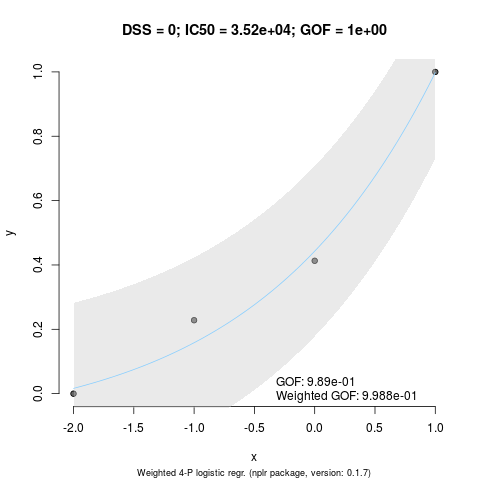 DSS = 0; IC50 = 3.52e+04; GOF = 1e+00
1.0
0.8
0.6
y
0.4
0.2
0.0
GOF: 9.89e-01
Weighted GOF: 9.988e-01
-2.0 -1.5 -1.0 -0.5 0.0 0.5 1.0
x
Weighted 4-P logistic regr. (nplr package, version: 0.1.7)